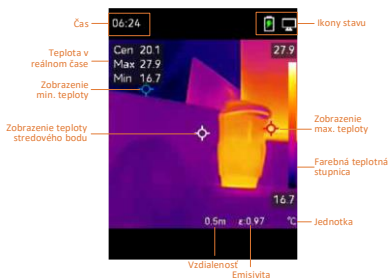 Čas
06:24
Ikony stavu
Teplota v
reálnom čase
Cen 20.1
Max 27.9
Min 16.7
27.9
Zobrazenie
min. teploty
Zobrazenie teploty
stredového bodu
Zobrazenie
max. teploty
Farebná teplotná
stupnica
16.7
0.5m
ε:0.97
°C
Jednotka
Vzdialenosť
Emisivita